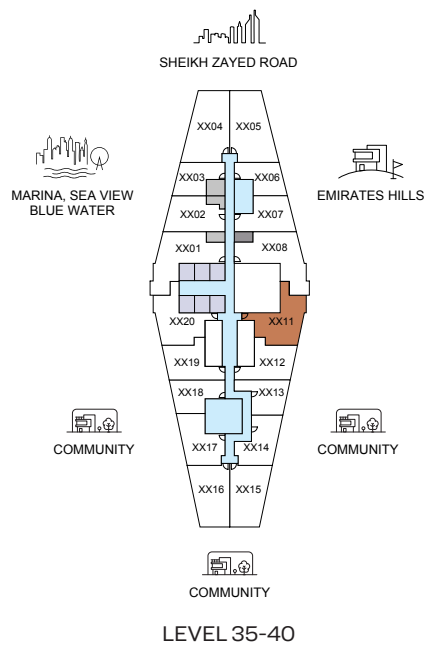 SHEIKH ZAYED ROAD
XX04 XX05
XX03 XX06
MARINA, SEA VIEW
BLUE WATER
EMIRATES HILLS
XX02 XX07
XX01 XX08
XX20 XX11
XX19 XX12
XX18 XX13
COMMUNITY
COMMUNITY
XX17 XX14
XX16 XX15
COMMUNITY
LEVEL 35-40